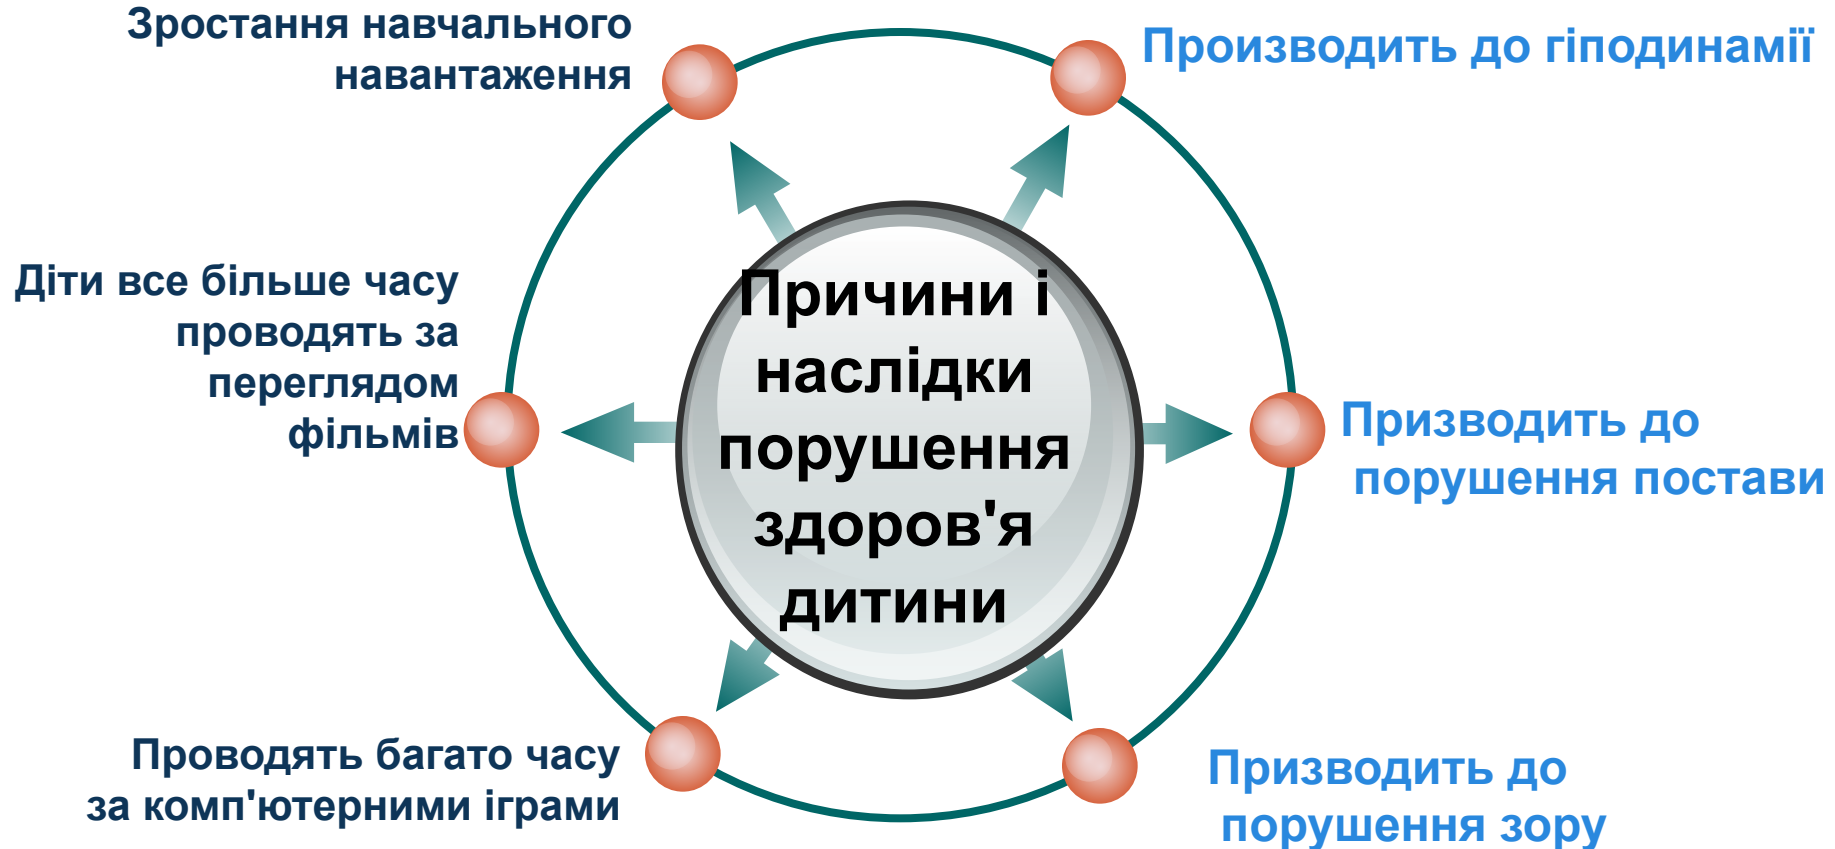 Зростання навчального
навантаження
Производить до гіподинамії
Діти все більше часу
проводять за
переглядом
фільмів
Причини і
наслідки
порушення
здоров'я
дитини
Призводить до
порушення постави
Проводять багато часу
за комп'ютерними іграми
Призводить до
порушення зору